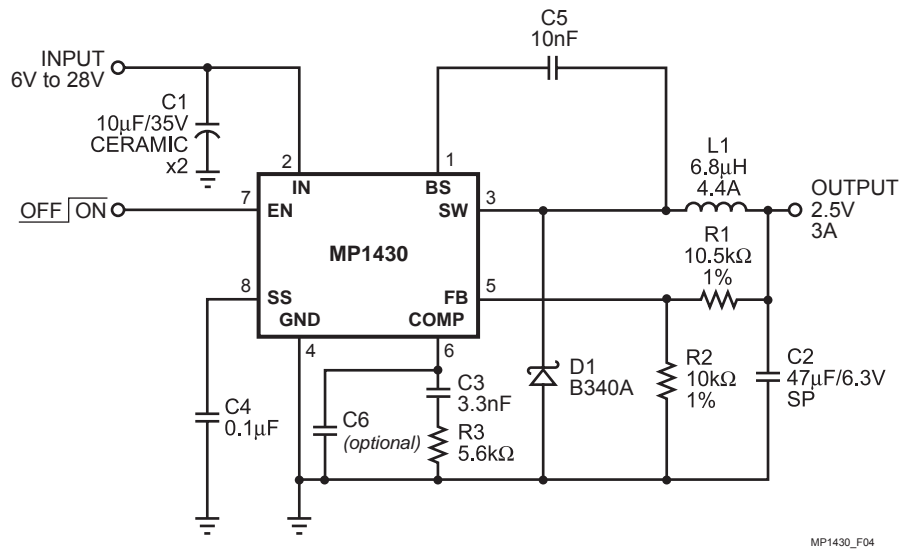 C5
10nF
INPUT
6V to 28V
C1
10µF/35V
CERAMIC
x2
2
1
IN
BS
L1
6.8µH
4.4A
OUTPUT
2.5V
3A
7
EN
OFF ON
SW
3
MP1430
R1
10.5kΩ
1%
8
SS
FB
5
GND
COMP
4
6
D1
B340A
R2
10kΩ
1%
C2
47µF/6.3V
SP
C3
3.3nF
C4
0.1µF
C6
(optional)
R3
5.6kΩ
MP1430_F04